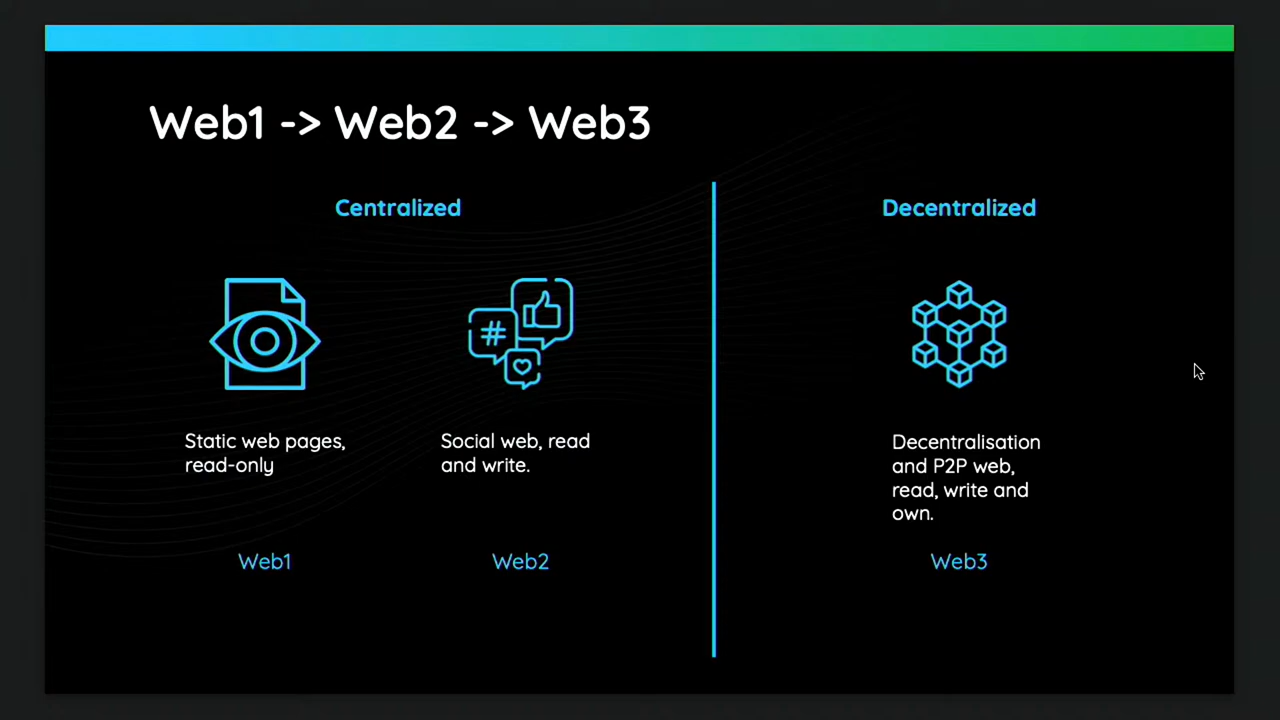 Web1 -> Web2 -> Web3
Centralized
Decentralized
#
Static web pages,
read-only
Social web, read
and write.
Decentralisation
and P2P web,
read, write and
own.
Web1
Web2
Web3